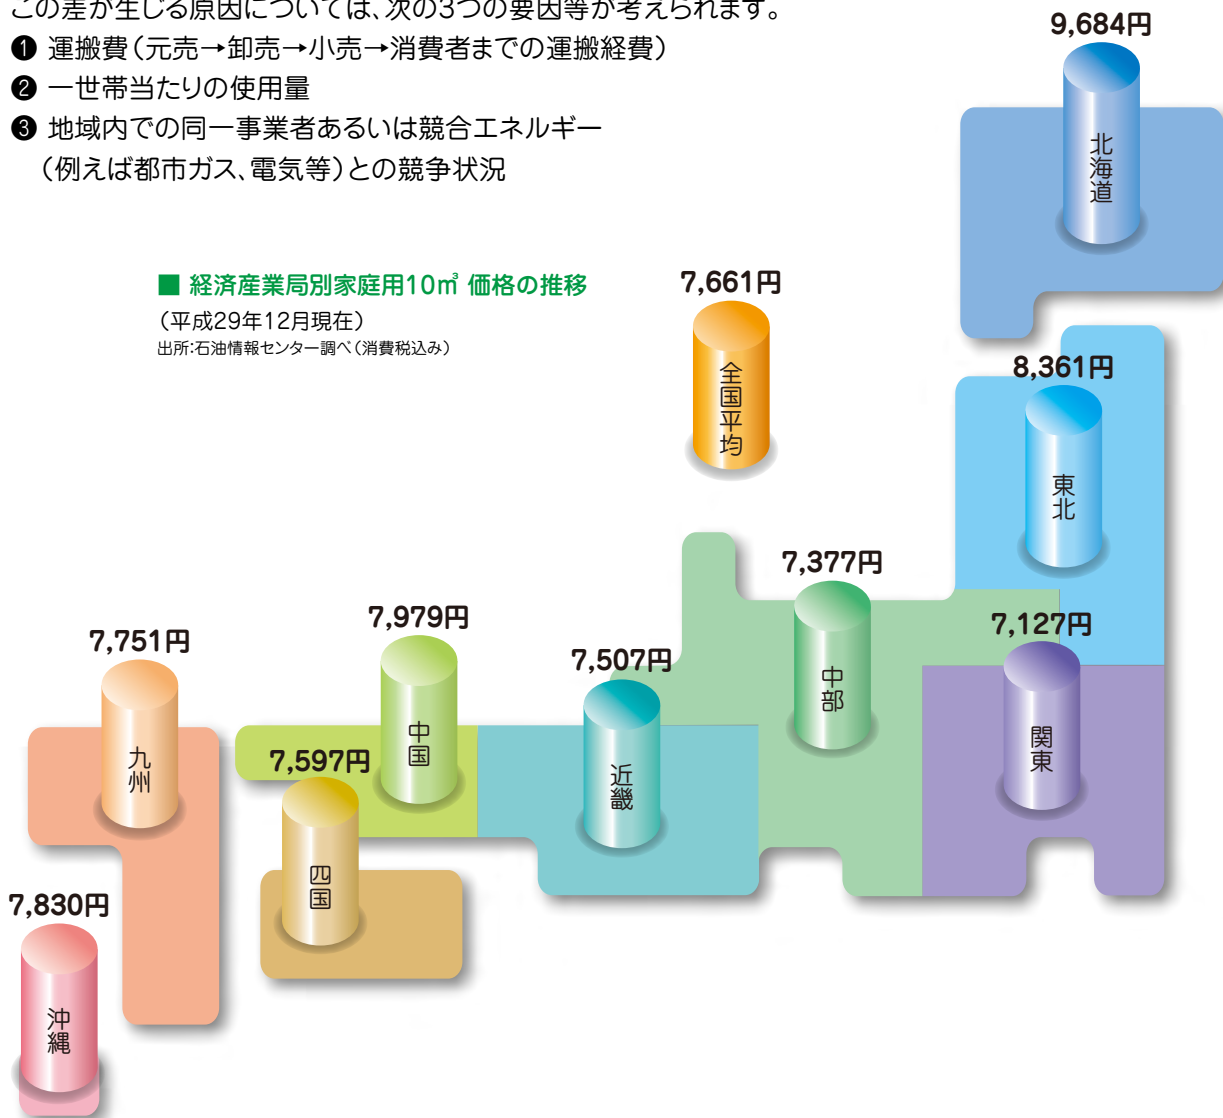 この差が生じる原因については、次の3つの要因等が考えられます。
❶ 運搬費（元売→卸売→小売→消費者までの運搬経費）
❷ 一世帯当たりの使用量
❸ 地域内での同一事業者あるいは競合エネルギー
（例えば都市ガス、電気等）との競争状況
■ 経済産業局別家庭用10㎥ 価格の推移
（平成29年12月現在）
出所:石油情報センター調べ（消費税込み）
9,684円
北海道
7,661円
全国平均
8,361円
東北
7,377円
中部
7,127円
関東
7,507円
近畿
7,979円
中国
7,597円
四国
7,751円
九州
7,830円
沖縄